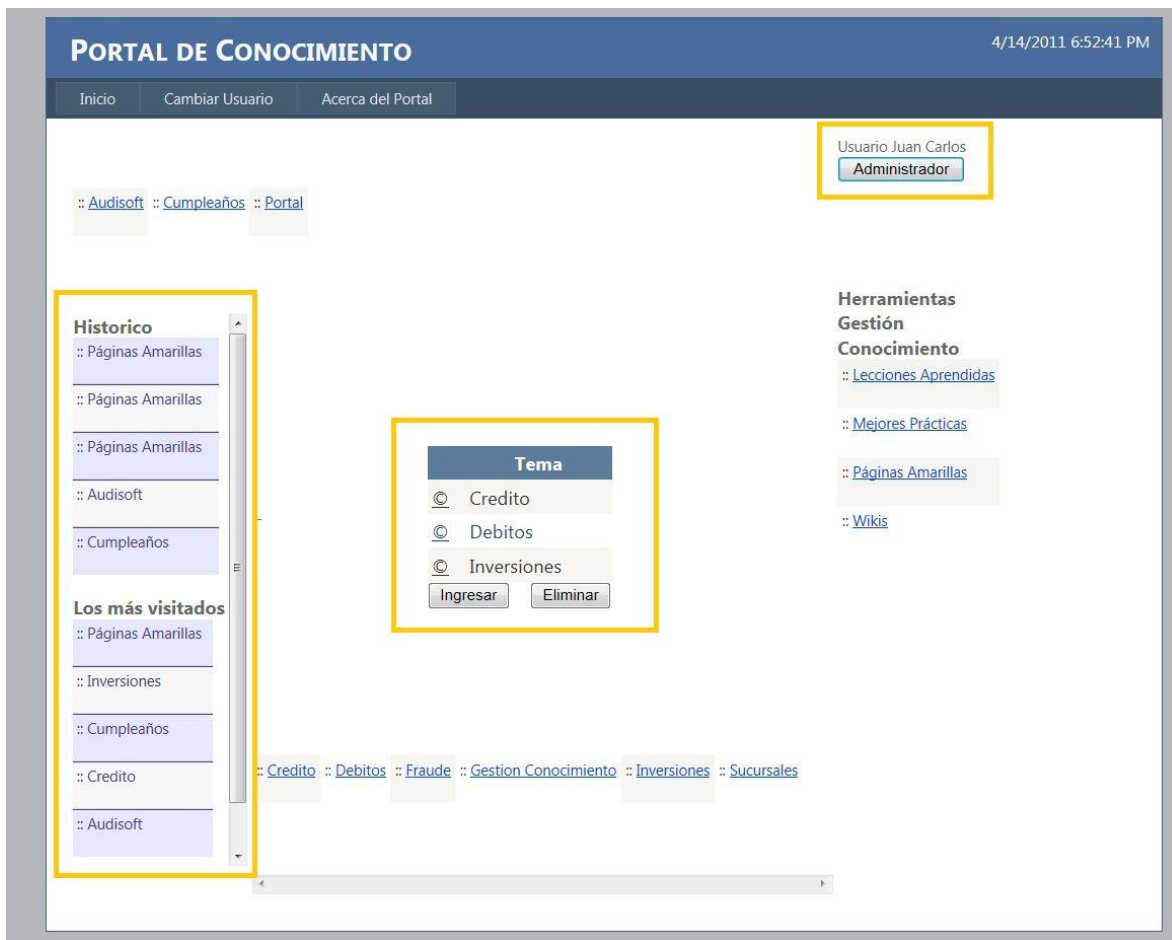 PORTAL DE CONOCIMIENTO
4/14/2011 6:52:41 PM
Inicio Cambiar Usuario Acerca del Portal
Usuario Juan Carlos
Administrador
:: Audisoft :: Cumpleaños :: Portal
Historico
:: Páginas Amarillas
:: Páginas Amarillas
:: Páginas Amarillas
:: Audisoft
:: Cumpleaños
Los más visitados
:: Páginas Amarillas
:: Inversiones
:: Cumpleaños
:: Credito
:: Audisoft
Tema
© Credito
© Debitos
© Inversiones
Ingresar Eliminar
Herramientas
Gestión
Conocimiento
:: Lecciones Aprendidas
:: Mejores Prácticas
:: Páginas Amarillas
:: Wikis
:: Credito :: Debitos :: Fraude :: Gestion Conocimiento :: Inversiones :: Sucursales